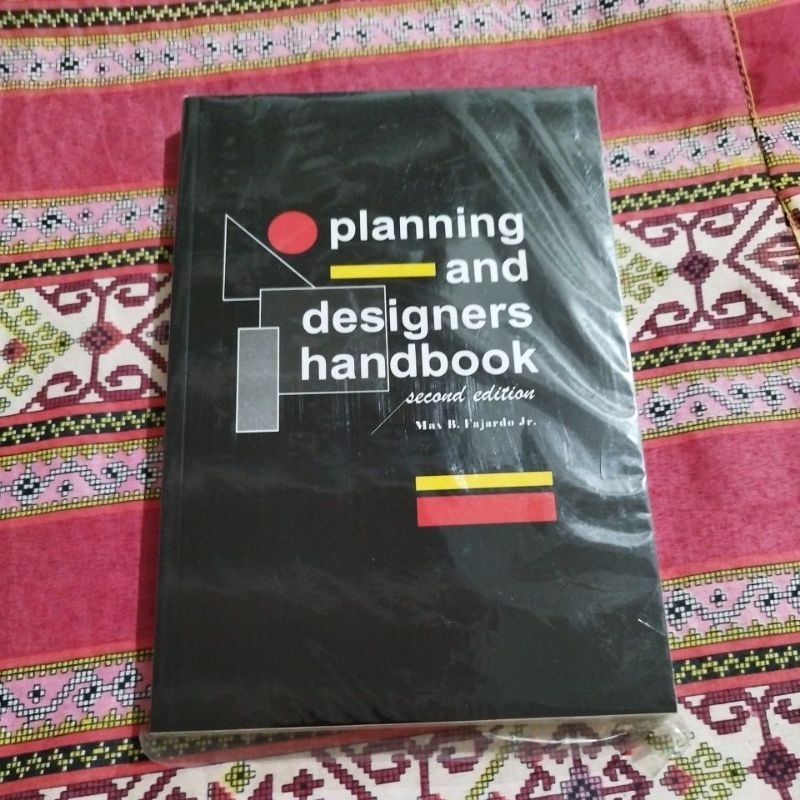 planning
and
designers
handbook
second edition
Max B. Fajardo Jr.